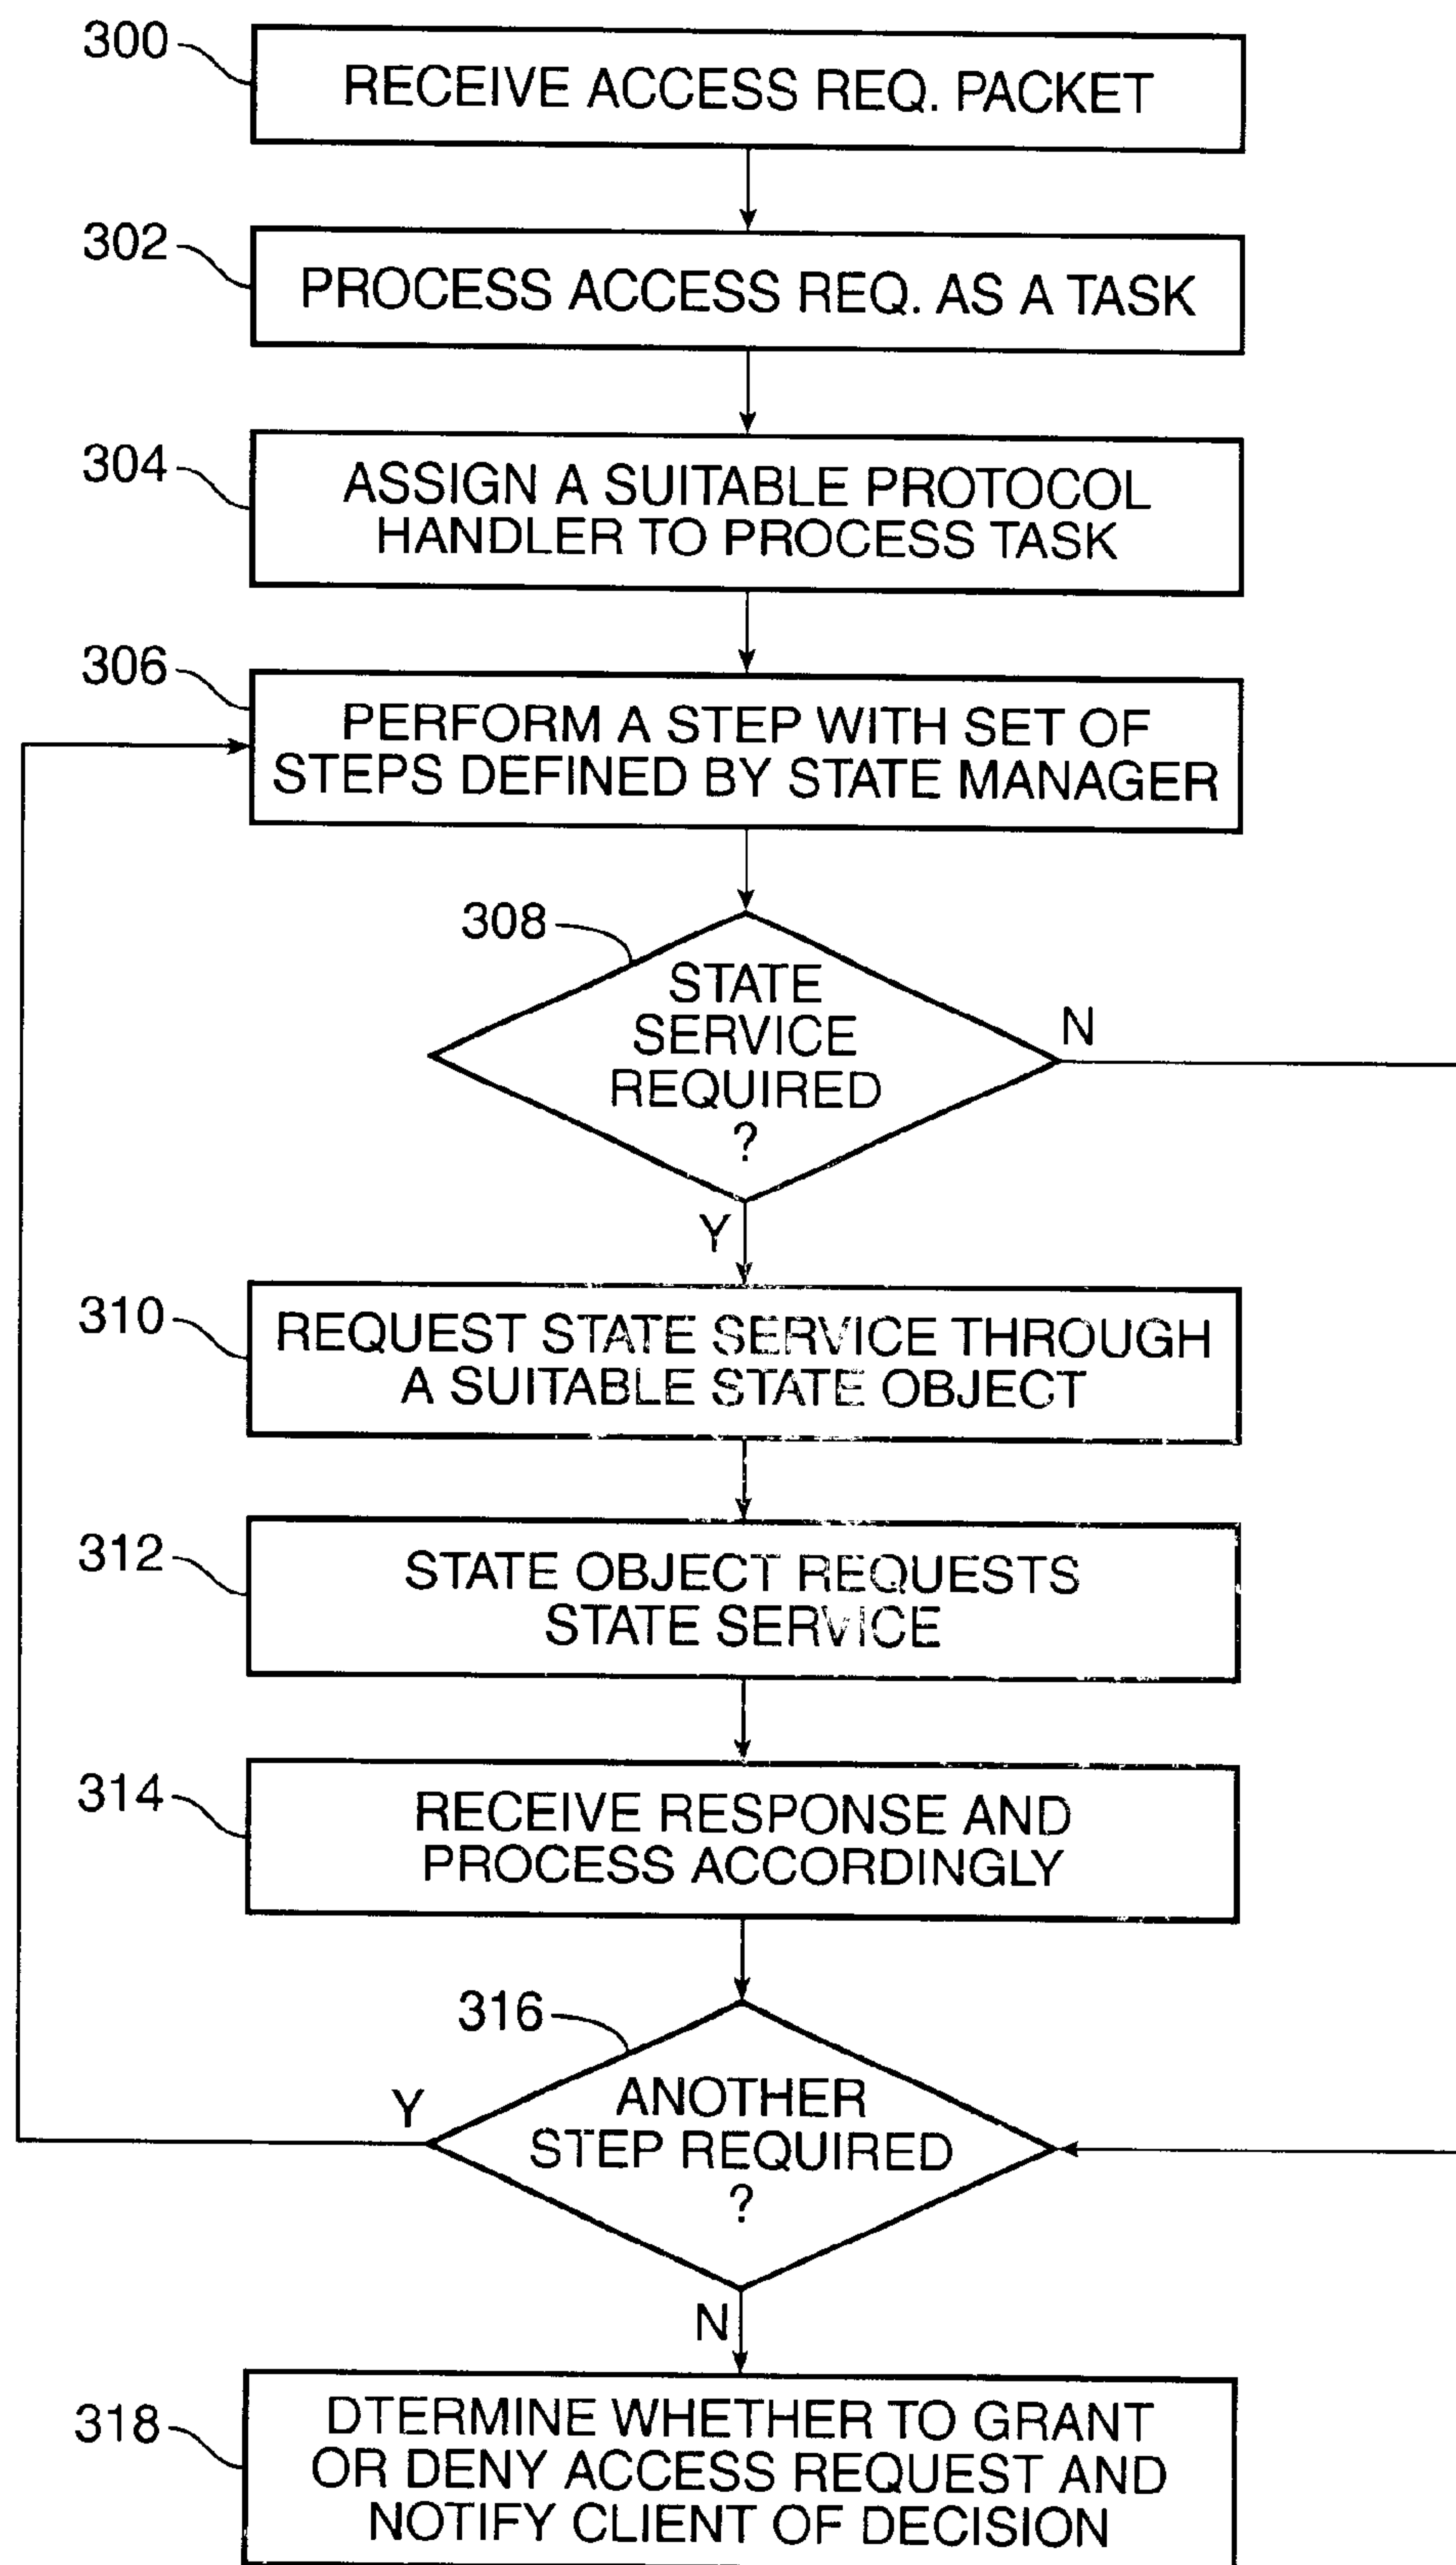 300
RECEIVE ACCESS REQ. PACKET
302
PROCESS ACCESS REQ. AS A TASK
304
ASSIGN A SUITABLE PROTOCOL
HANDLER TO PROCESS TASK
306
PERFORM A STEP WITH SET OF
STEPS DEFINED BY STATE MANAGER
308
STATE
SERVICE
REQUIRED
?
N
Y
310
REQUEST STATE SERVICE THROUGH
A SUITABLE STATE OBJECT
312
STATE OBJECT REQUESTS
STATE SERVICE
314
RECEIVE RESPONSE AND
PROCESS ACCORDINGLY
316
Y
ANOTHER
STEP REQUIRED
?
N
318
DTERMINE WHETHER TO GRANT
OR DENY ACCESS REQUEST AND
NOTIFY CLIENT OF DECISION